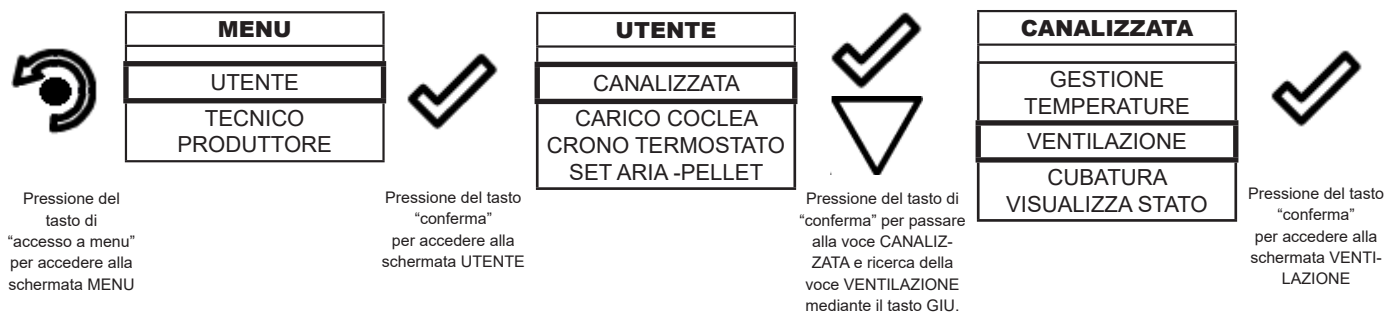 Pressione del
tasto di
“accesso a menu”
per accedere alla
schermata MENU
MENU
UTENTE
TECNICO
PRODUTTORE
Pressione del tasto
“conferma”
per accedere alla
schermata UTENTE
UTENTE
CANALIZZATA
CARICO COCLEA
CRONO TERMOSTATO
SET ARIA -PELLET
Pressione del tasto di
“conferma” per passare
alla voce CANALIZ-
ZATA e ricerca della
voce VENTILAZIONE
mediante il tasto GIU.
CANALIZZATA
GESTIONE
TEMPERATURE
VENTILAZIONE
CUBATURA
VISUALIZZA STATO
Pressione del tasto
“conferma”
per accedere alla
schermata VENTI-
LAZIONE